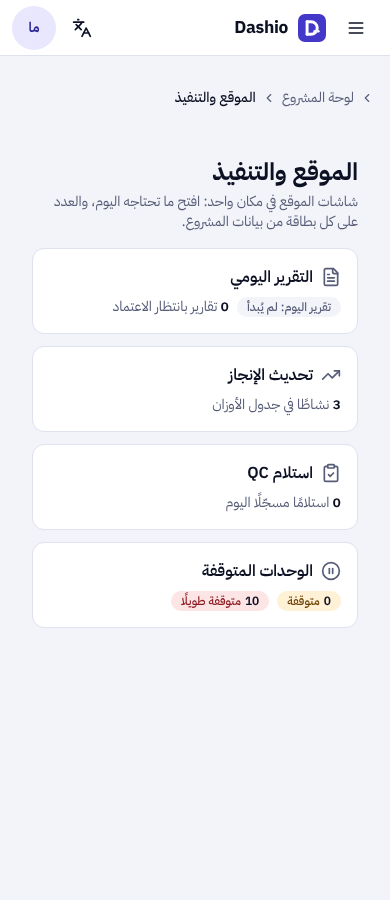 Dashio
ما
لوحة المشروع
الموقع والتنفيذ
الموقع والتنفيذ
شاشات الموقع في مكان واحد: افتح ما تحتاجه اليوم، والعدد
على كل بطاقة من بيانات المشروع.
التقرير اليومي
تقرير اليوم: لم يُبدأ 0 تقارير بانتظار الاعتماد
تحديث الإنجاز
3 نشاطًا في جدول الأوزان
استلام QC
0 استلامًا مسجّلًا اليوم
الوحدات المتوقفة
0 متوقفة 10 متوقفة طويلًا